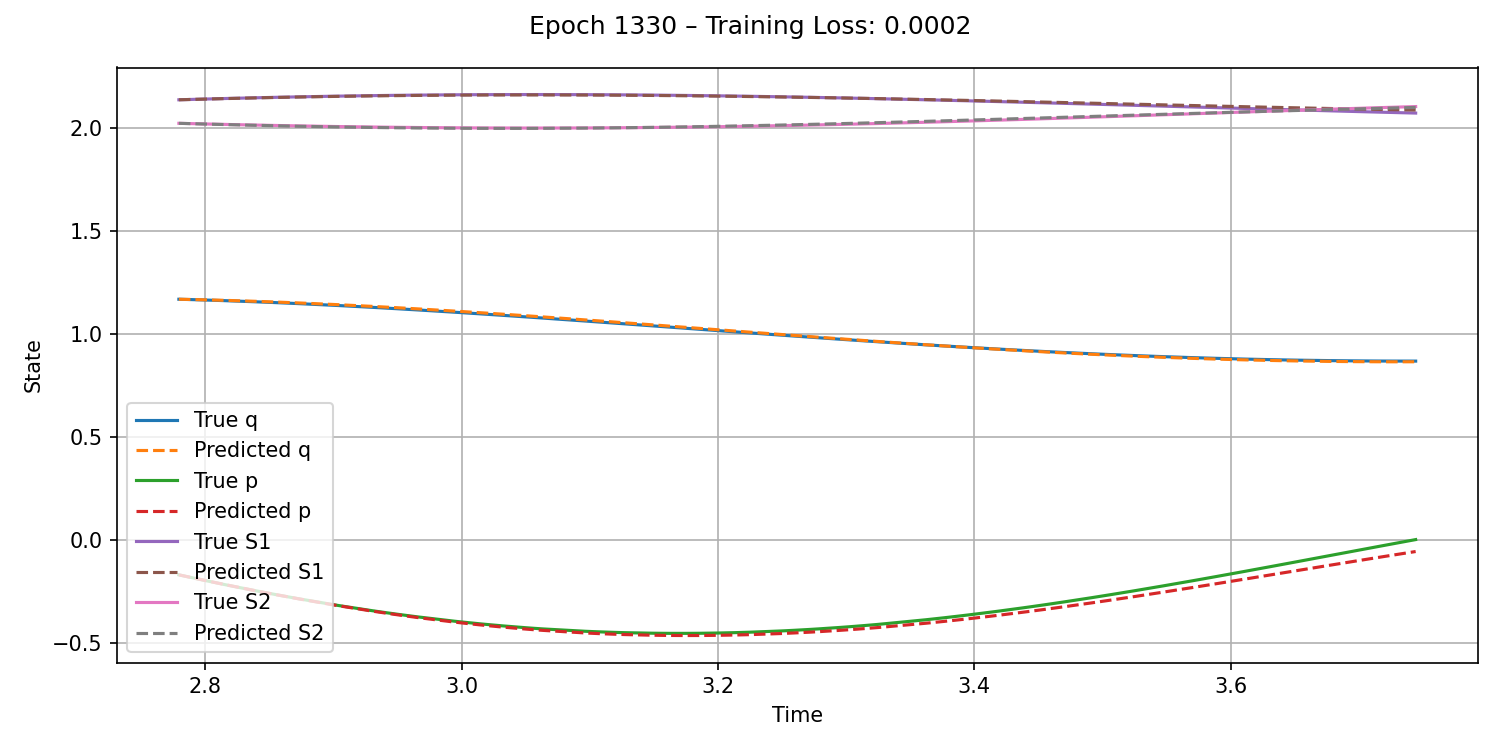 Epoch 1330 – Training Loss: 0.0002
State
2.0
1.5
1.0
0.5
0.0
−0.5
True q
Predicted q
True p
Predicted p
True S1
Predicted S1
True S2
Predicted S2
2.8 3.0 3.2 3.4 3.6
Time